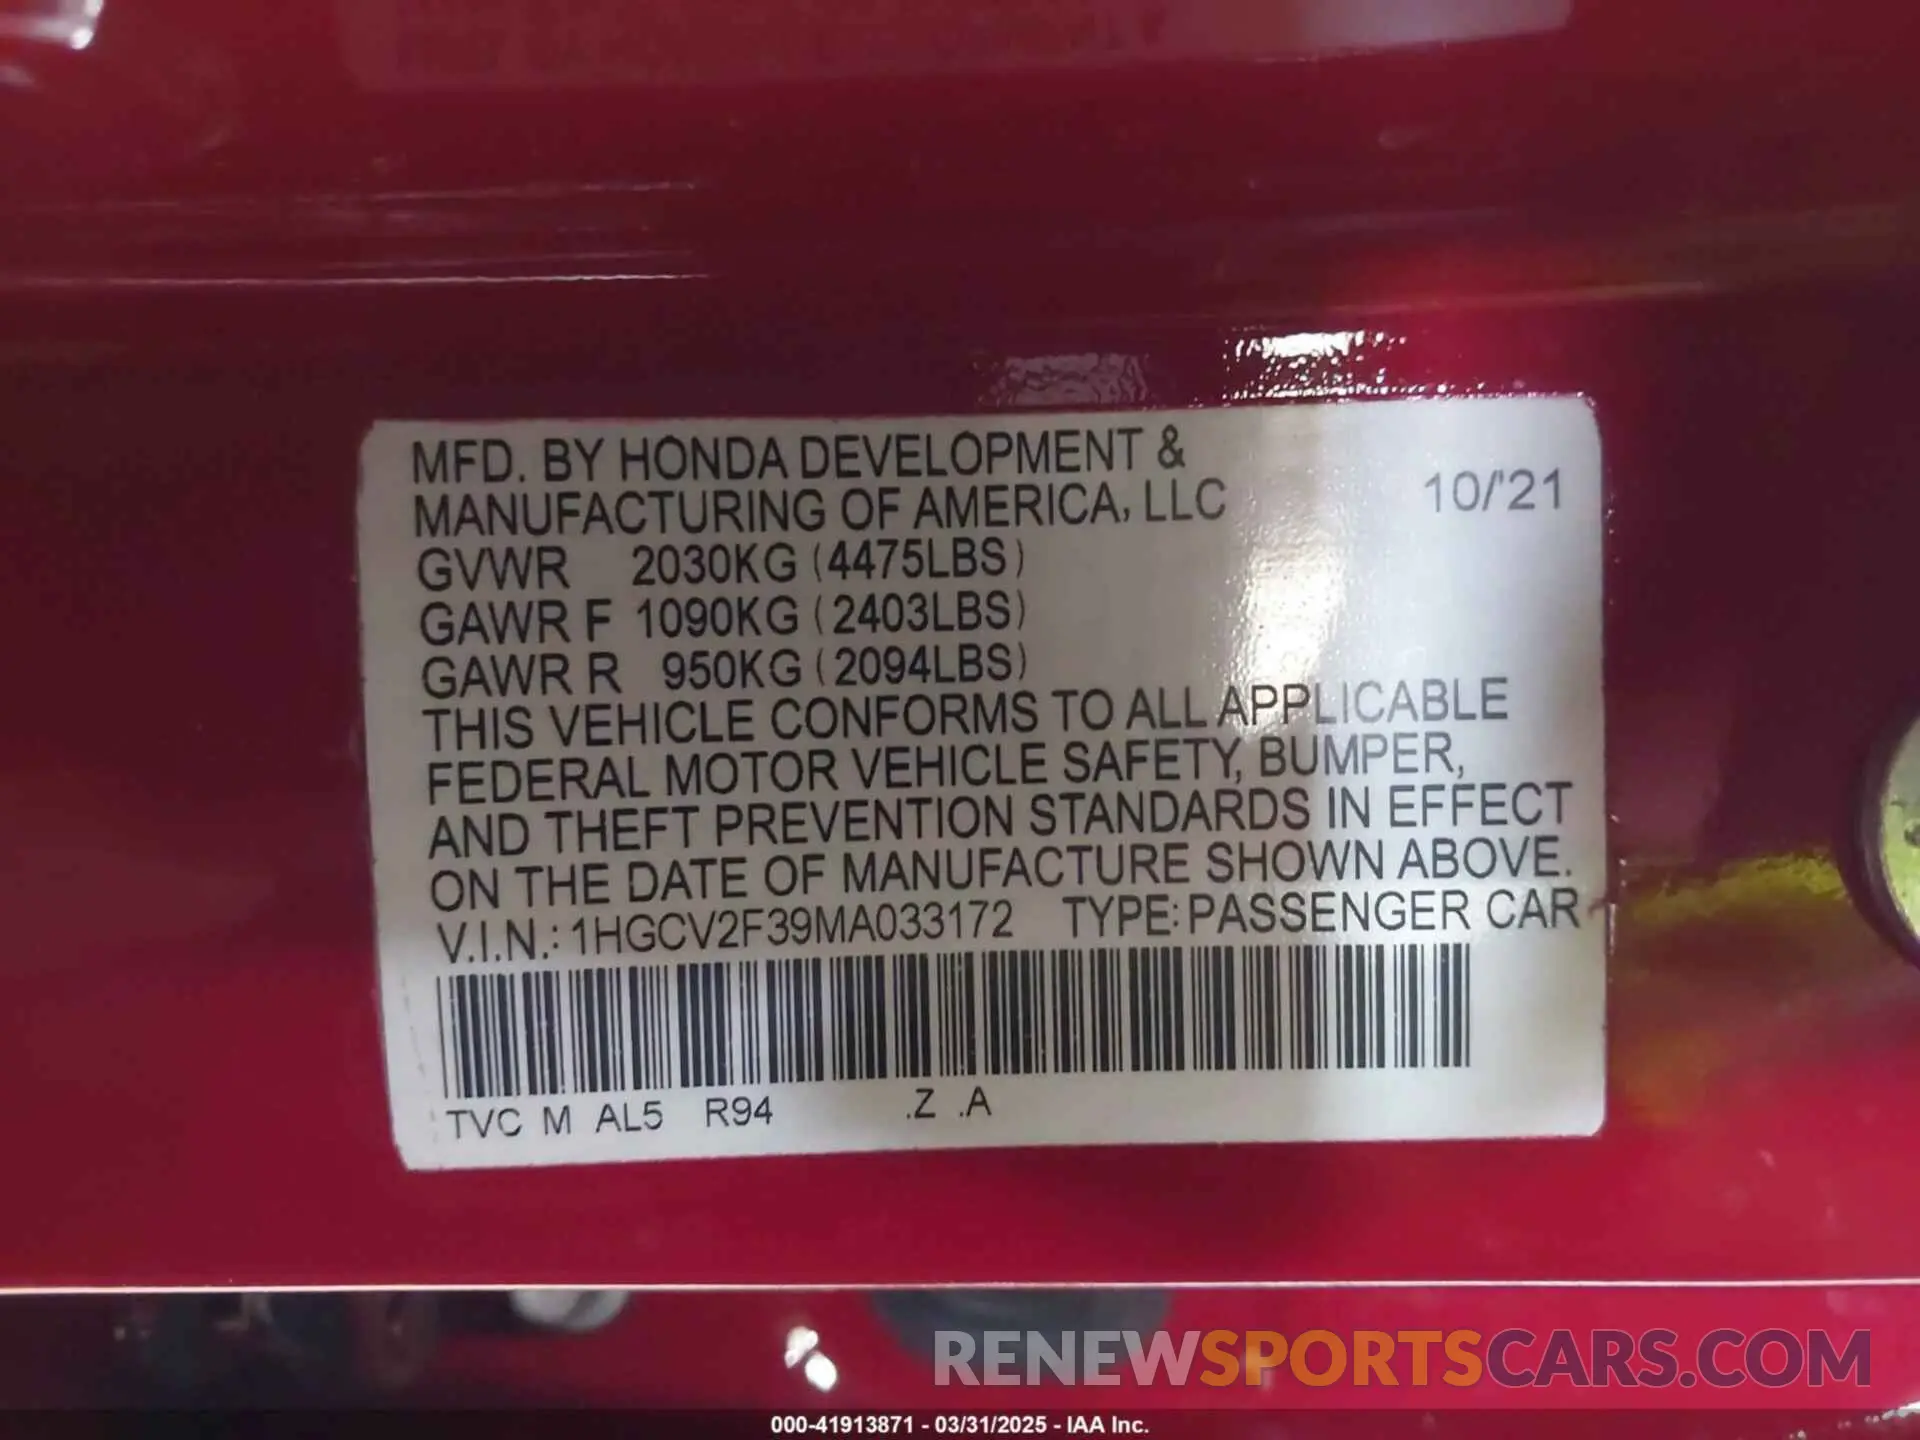 MFD. BY HONDA DEVELOPMENT &
MANUFACTURING OF AMERICA, LLC 10/'21
GVWR 2030KG (4475LBS)
GAWR F 1090KG (2403LBS)
GAWR R 950KG (2094LBS)
THIS VEHICLE CONFORMS TO ALL APPLICABLE
FEDERAL MOTOR VEHICLE SAFETY, BUMPER,
AND THEFT PREVENTION STANDARDS IN EFFECT
ON THE DATE OF MANUFACTURE SHOWN ABOVE.
V.I.N.: 1HGCV2F39MA033172 TYPE: PASSENGER CAR
TVC M AL5 R94 .Z .A
RENEWSPORTSCARS.COM
000-41913871 - 03/31/2025 - IAA Inc.